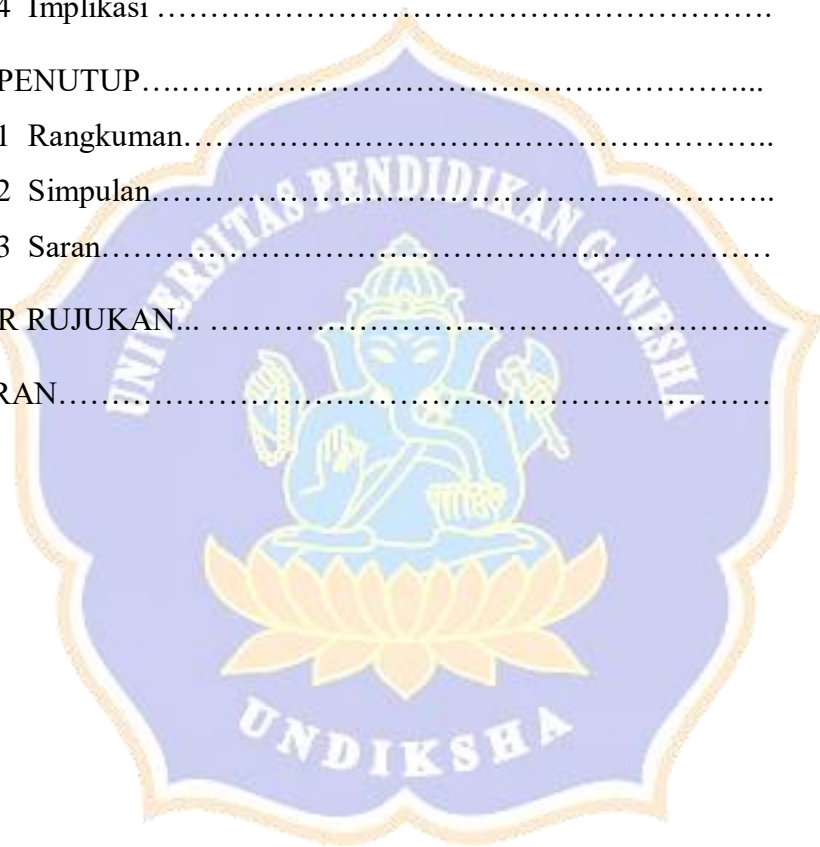 4 Implikasi ……………………………………………………….
PENUTUP….…………………………………..…………...
1 Rangkuman…………………………………………………..
2 Simpulan……………………………………………………..
3 Saran…………………………………………………………
R RUJUKAN... ………………………………………………..
RAN……………………………………………………………….
UNIVERSITAS PENDIDIKAN GANESHA
UNDIKSHA